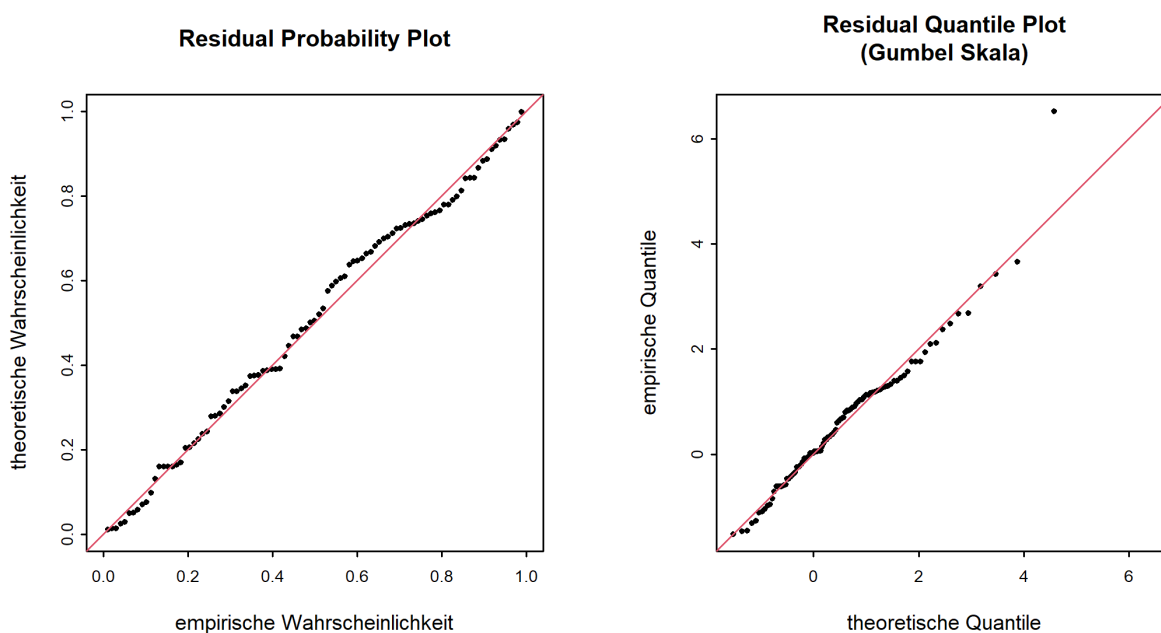 Residual Probability Plot
theoretische Wahrscheinlichkeit
1.0
0.8
0.6
0.4
0.2
0.0
0.0 0.2 0.4 0.6 0.8 1.0
empirische Wahrscheinlichkeit
Residual Quantile Plot
(Gumbel Skala)
empirische Quantile
6
4
2
0
0 2 4 6
theoretische Quantile